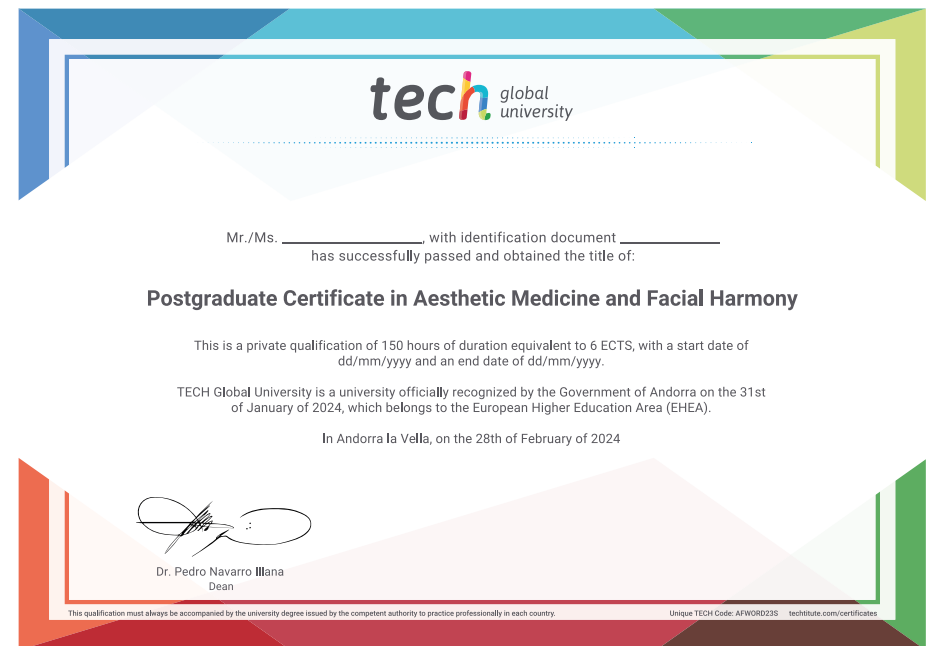 tech global
university
Mr./Ms. ____________________, with identification document ______________
has successfully passed and obtained the title of:
Postgraduate Certificate in Aesthetic Medicine and Facial Harmony
This is a private qualification of 150 hours of duration equivalent to 6 ECTS, with a start date of
dd/mm/yyyy and an end date of dd/mm/yyyy.
TECH Global University is a university officially recognized by the Government of Andorra on the 31st
of January of 2024, which belongs to the European Higher Education Area (EHEA).
In Andorra la Vella, on the 28th of February of 2024
Dr. Pedro Navarro Illana
Dean
This qualification must always be accompanied by the university degree issued by the competent authority to practice professionally in each country. Unique TECH Code: AFWORD23S techtitute.com/certificates